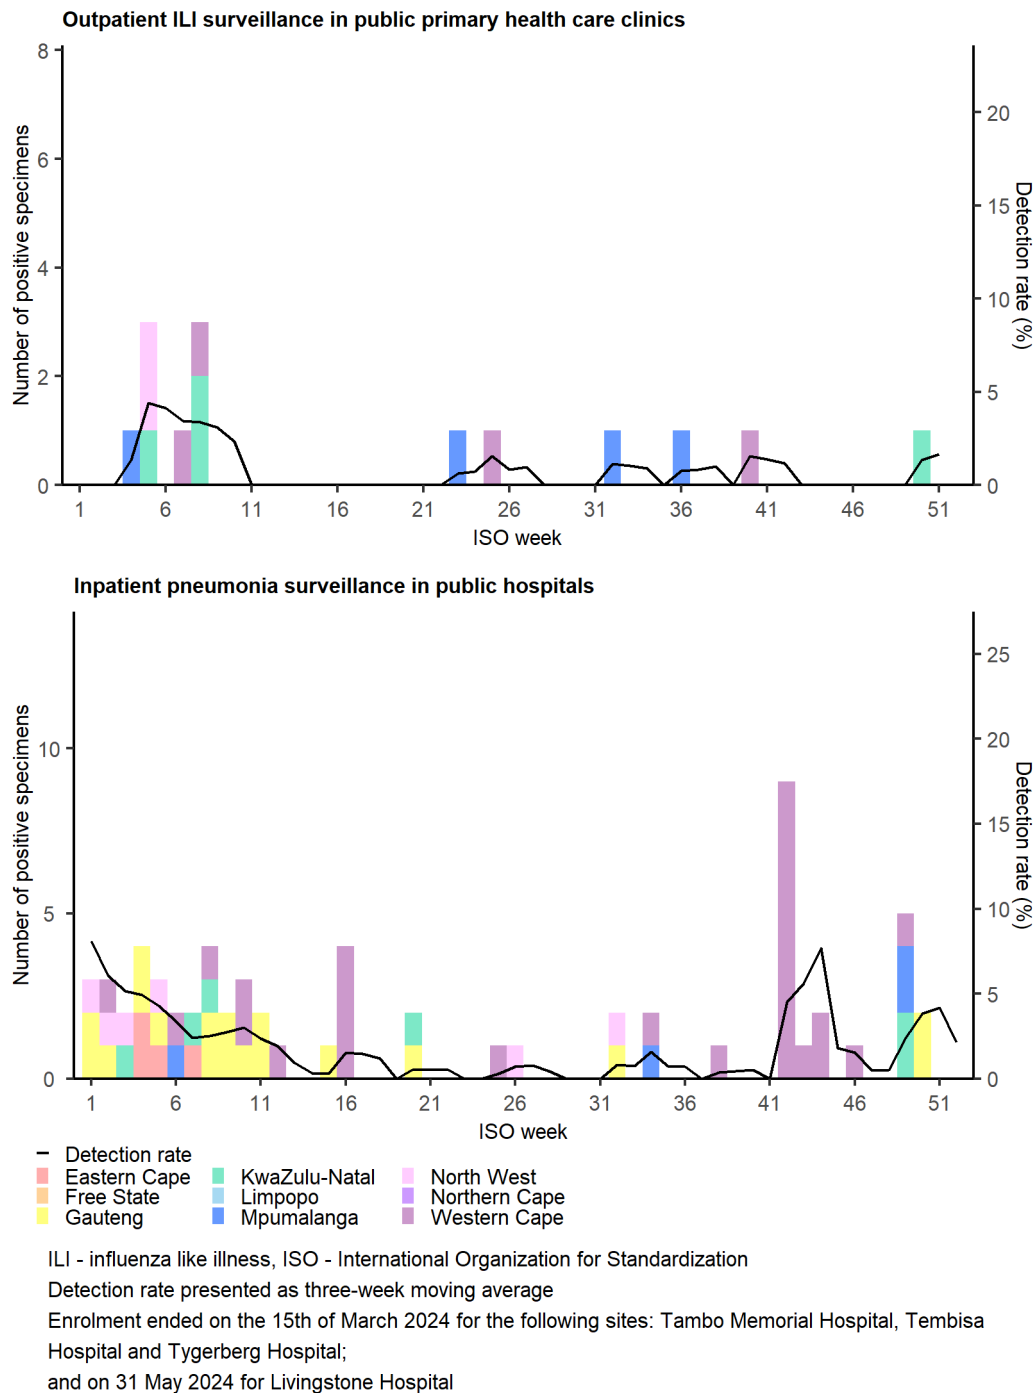 Outpatient ILI surveillance in public primary health care clinics
8
6
4
2
0
Number of positive specimens
20
15
10
5
0
Detection rate (%)
1 6 11 16 21 26 31 36 41 46 51
ISO week
Inpatient pneumonia surveillance in public hospitals
10
5
0
Number of positive specimens
25
20
15
10
5
0
Detection rate (%)
1 6 11 16 21 26 31 36 41 46 51
ISO week
Detection rate
Eastern Cape KwaZulu-Natal North West
Free State Limpopo Northern Cape
Gauteng Mpumalanga Western Cape
ILI - influenza like illness, ISO - International Organization for Standardization
Detection rate presented as three-week moving average
Enrolment ended on the 15th of March 2024 for the following sites: Tambo Memorial Hospital, Tembisa
Hospital and Tygerberg Hospital;
and on 31 May 2024 for Livingstone Hospital